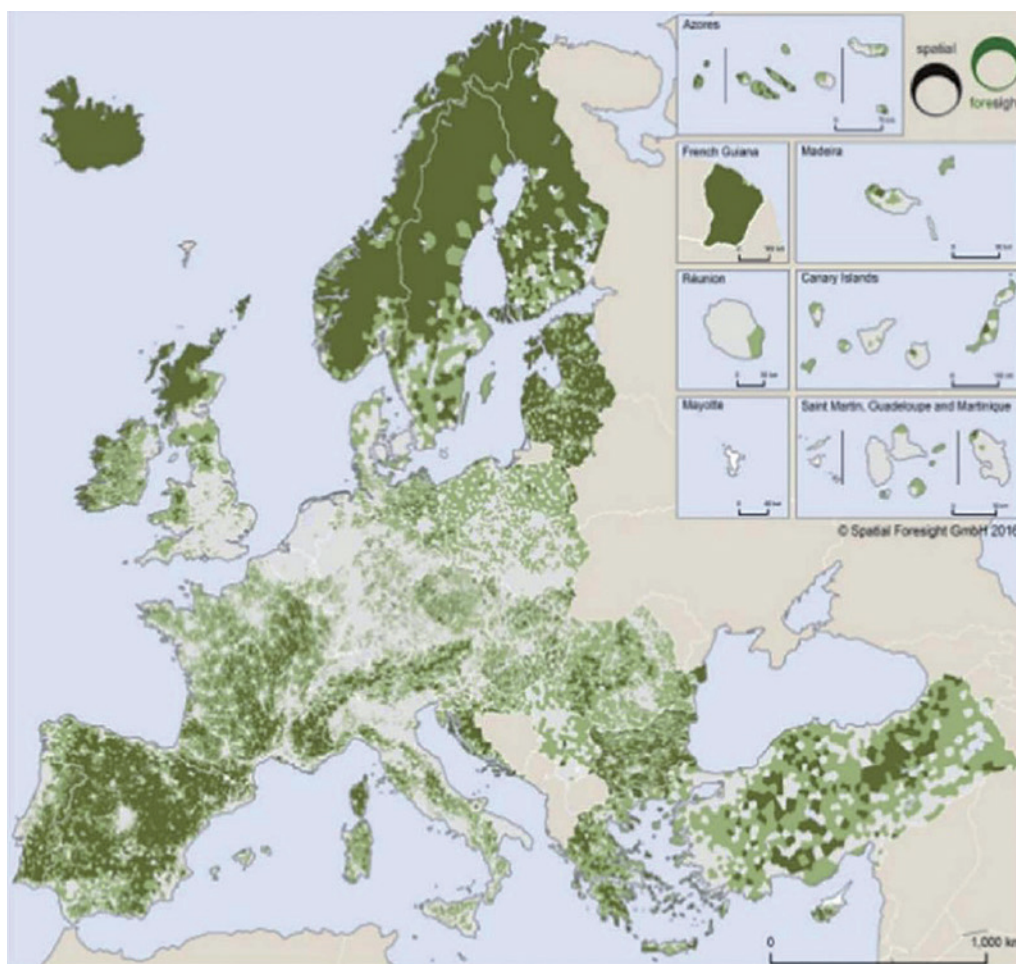 Azores
spatial
foresight
French Guiana
Madeira
Réunion
Canary Islands
Mayotte
Saint Martin, Guadeloupe and Martinique
© Spatial Foresight GmbH 2016
0
1,000 km